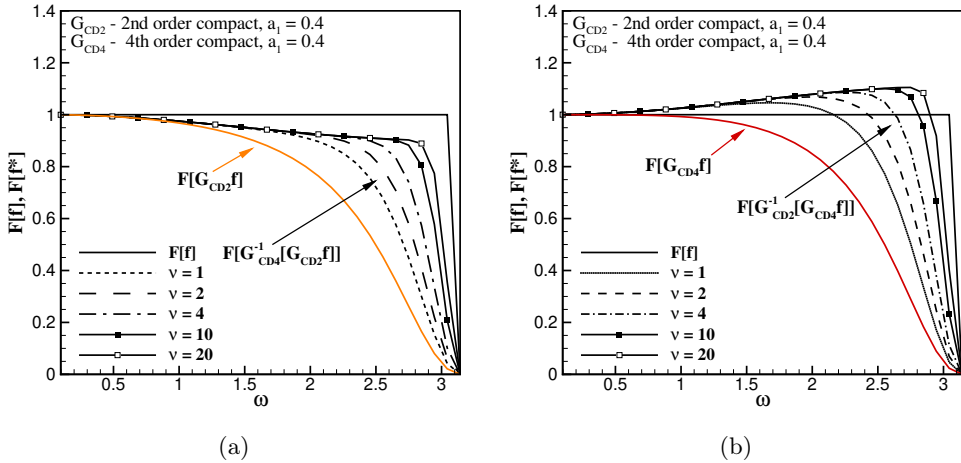 G_CD2 - 2nd order compact, a_1 = 0.4
G_CD4 - 4th order compact, a_1 = 0.4
F[f], F[f*]
1.4
1.2
1
0.8
0.6
0.4
0.2
0
F[G_CD2f]
F[G^-1_CD4[G_CD2f]]
F[f]
ν = 1
ν = 2
ν = 4
ν = 10
ν = 20
0.5 1 1.5 2 2.5 3
ω
(a)
G_CD2 - 2nd order compact, a_1 = 0.4
G_CD4 - 4th order compact, a_1 = 0.4
F[f], F[f*]
1.4
1.2
1
0.8
0.6
0.4
0.2
0
F[G_CD4f]
F[G^-1_CD2[G_CD4f]]
F[f]
ν = 1
ν = 2
ν = 4
ν = 10
ν = 20
0.5 1 1.5 2 2.5 3
ω
(b)